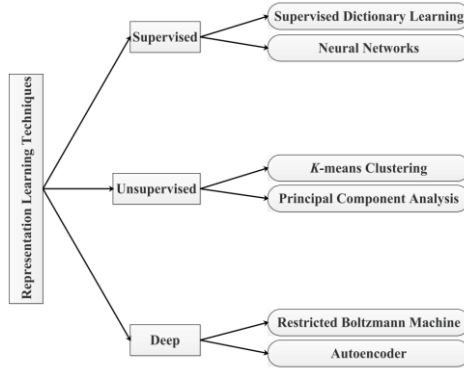 Representation Learning Techniques
Supervised
Supervised Dictionary Learning
Neural Networks
Unsupervised
K-means Clustering
Principal Component Analysis
Deep
Restricted Boltzmann Machine
Autoencoder